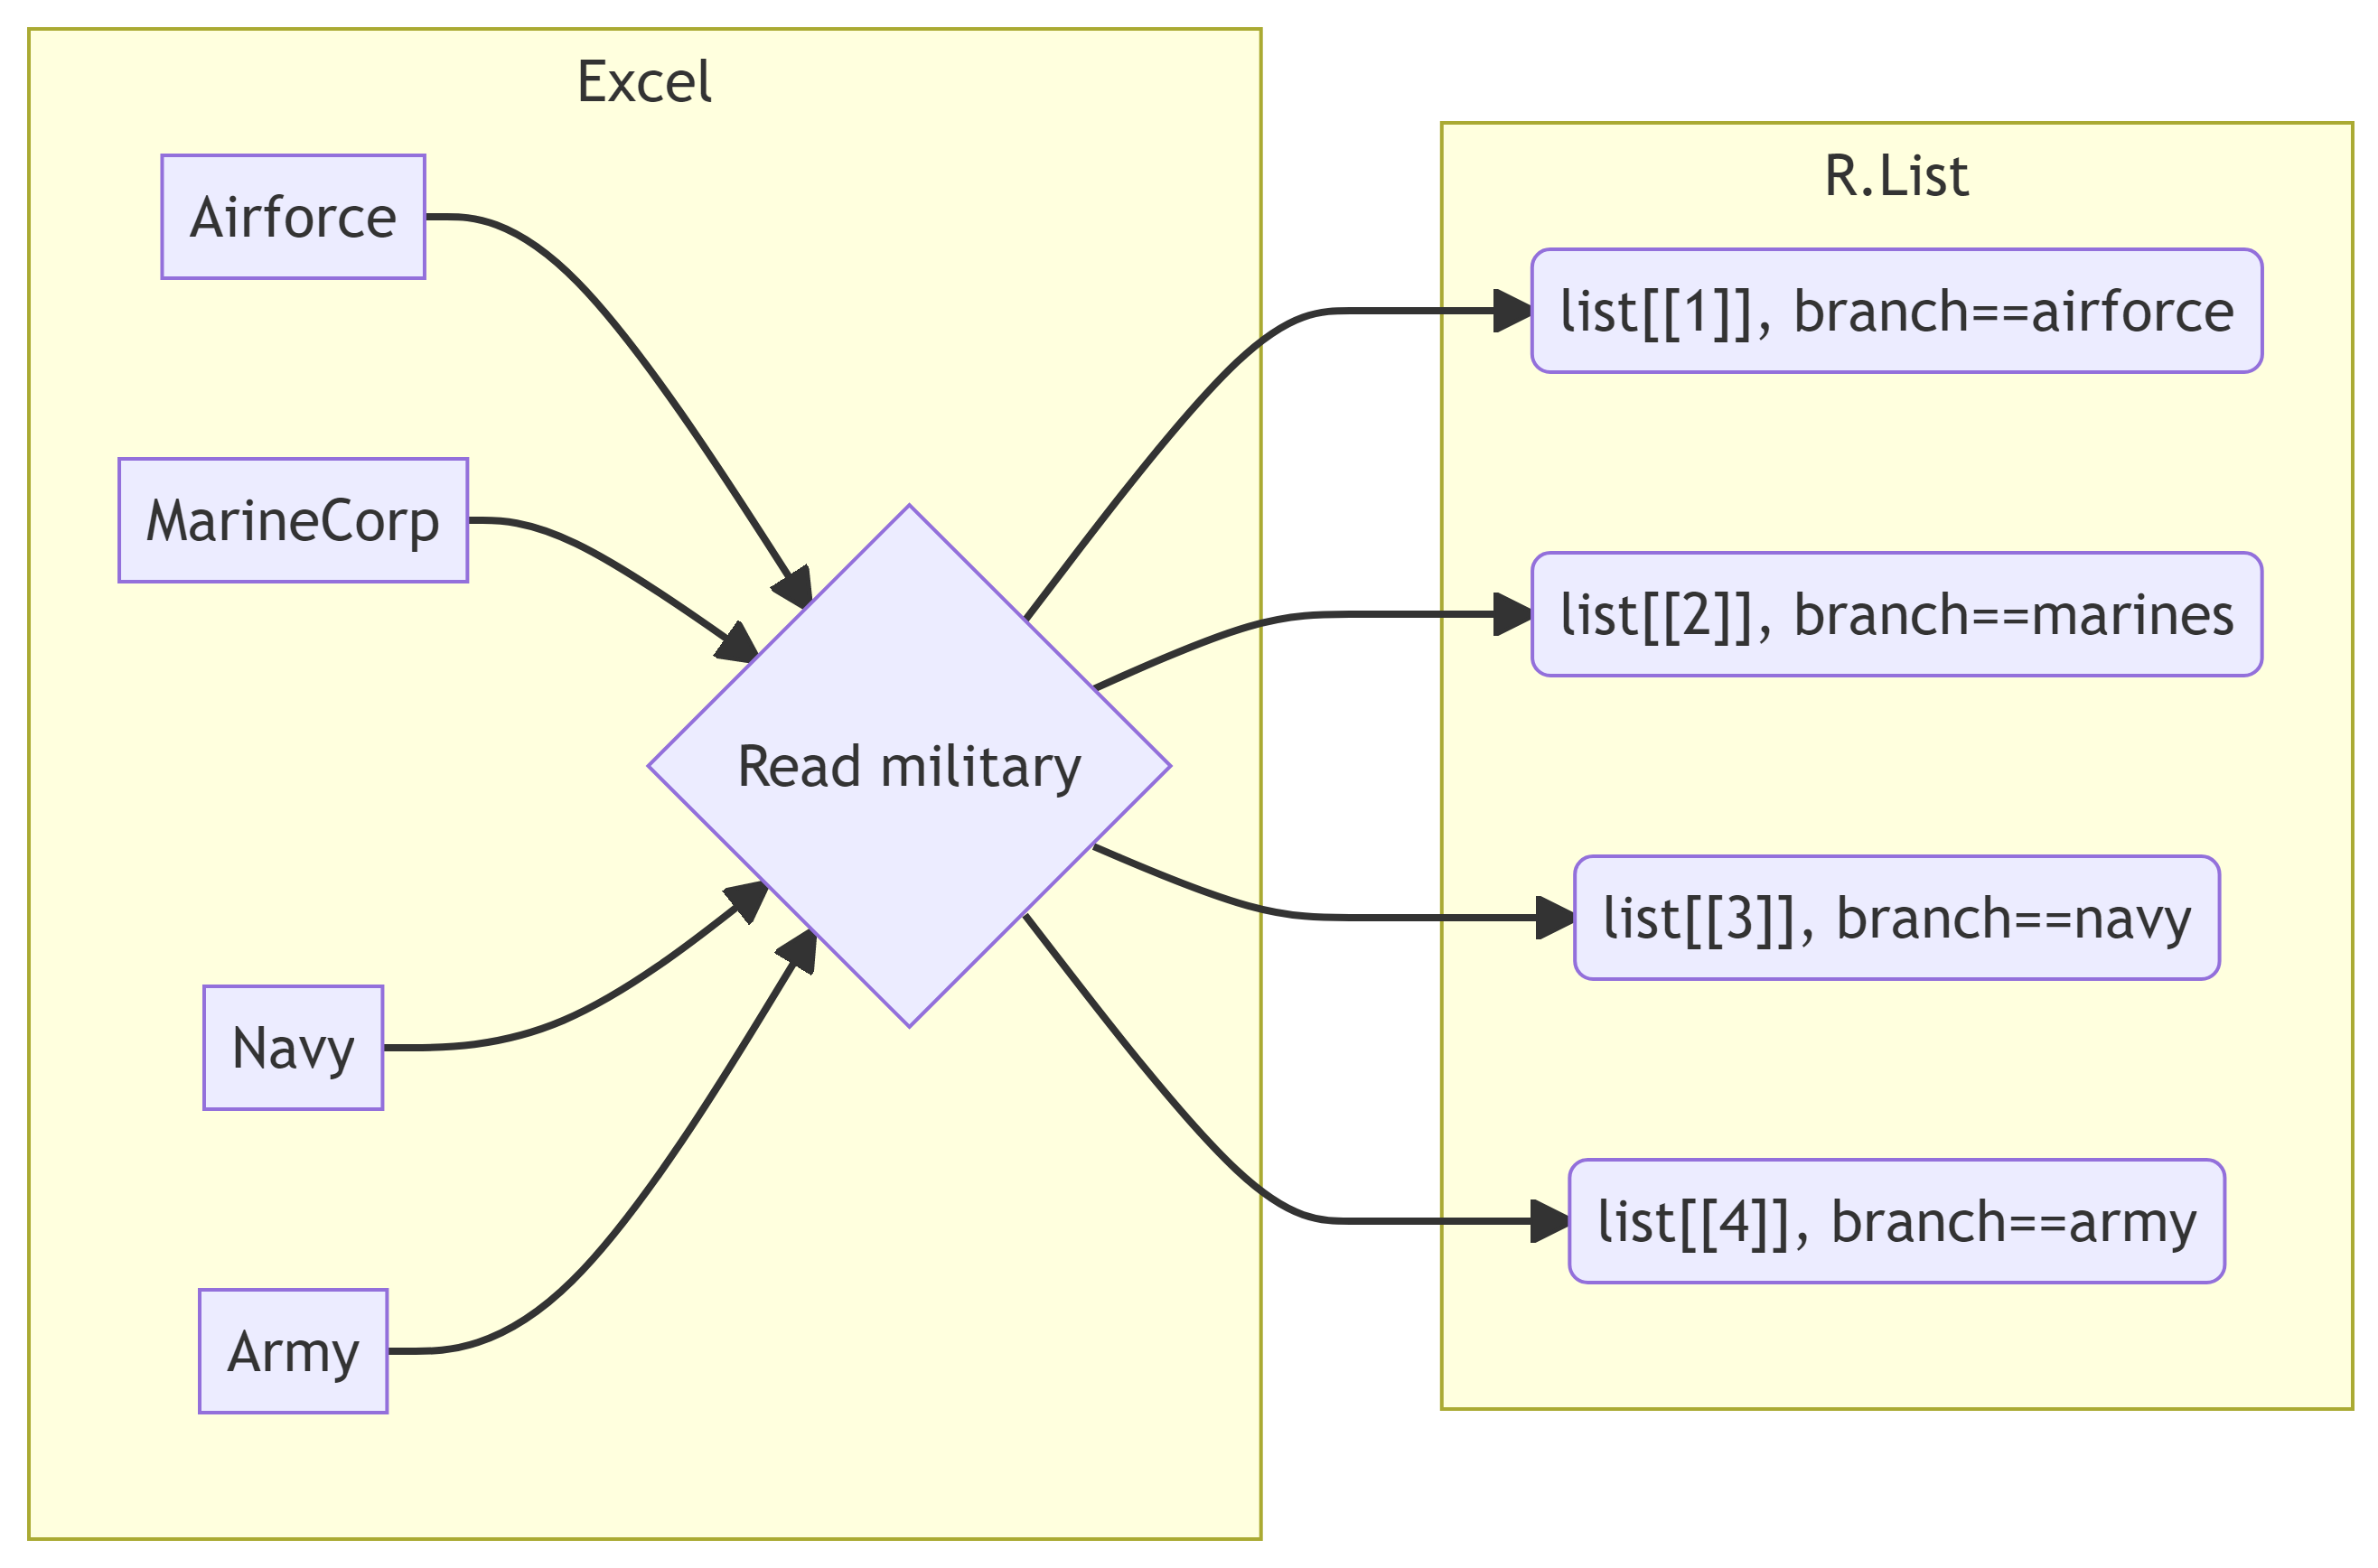 Excel
Airforce
MarineCorp
Read military
Navy
Army
R.List
list[[1]], branch==airforce
list[[2]], branch==marines
list[[3]], branch==navy
list[[4]], branch==army